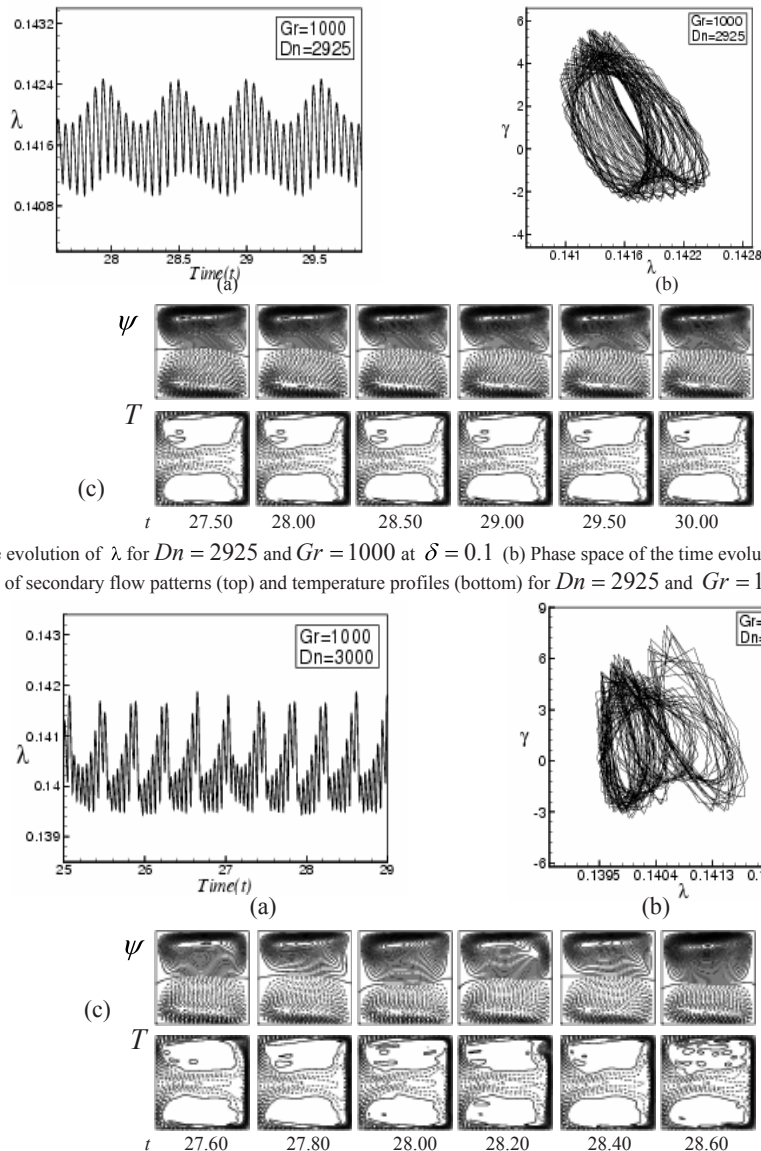 0.1432
0.1424
λ
0.1416
0.1408
Gr=1000
Dn=2925
28 28.5 29 29.5
Time(t)
(a)
6
4
γ
2
0
-2
-4
Gr=1000
Dn=2925
0.141 0.1416 0.1422 0.1428
λ
(b)
ψ
T
(c)
t 27.50 28.00 28.50 29.00 29.50 30.00
e evolution of λ for Dn = 2925 and Gr = 1000 at δ = 0.1 (b) Phase space of the time evolu
of secondary flow patterns (top) and temperature profiles (bottom) for Dn = 2925 and Gr = 1
0.143
0.142
λ
0.141
0.14
0.139
Gr=1000
Dn=3000
25 26 27 28 29
Time(t)
(a)
9
6
γ
3
0
-3
-6
Gr=
Dn=
0.1395 0.1404 0.1413
λ
(b)
ψ
(c)
T
t 27.60 27.80 28.00 28.20 28.40 28.60